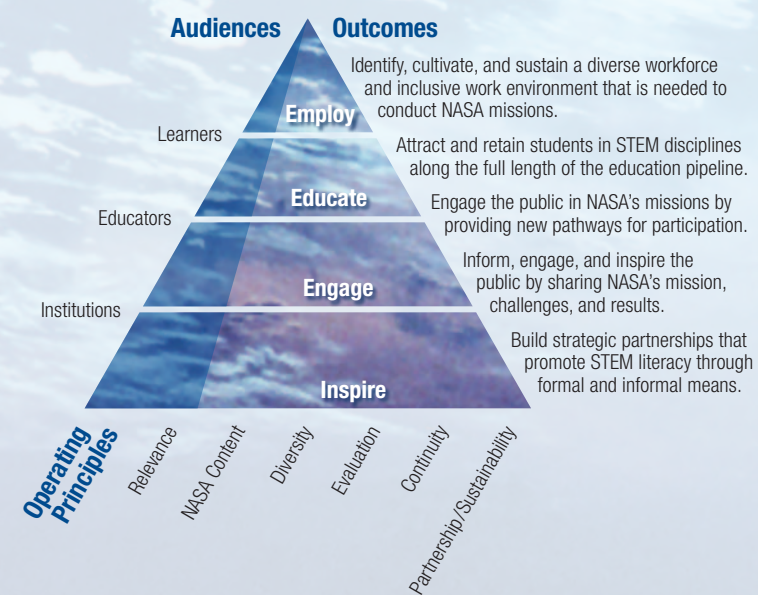 Audiences
Outcomes
Identify, cultivate, and sustain a diverse workforce
and inclusive work environment that is needed to
conduct NASA missions.
Employ
Learners
Attract and retain students in STEM disciplines
along the full length of the education pipeline.
Educate
Educators
Engage the public in NASA's missions by
providing new pathways for participation.
Inform, engage, and inspire the
public by sharing NASA's mission,
challenges, and results.
Engage
Institutions
Build strategic partnerships that
promote STEM literacy through
formal and informal means.
Inspire
Operating
Principles
Relevance
NASA Content
Diversity
Evaluation
Continuity
Partnership/Sustainability